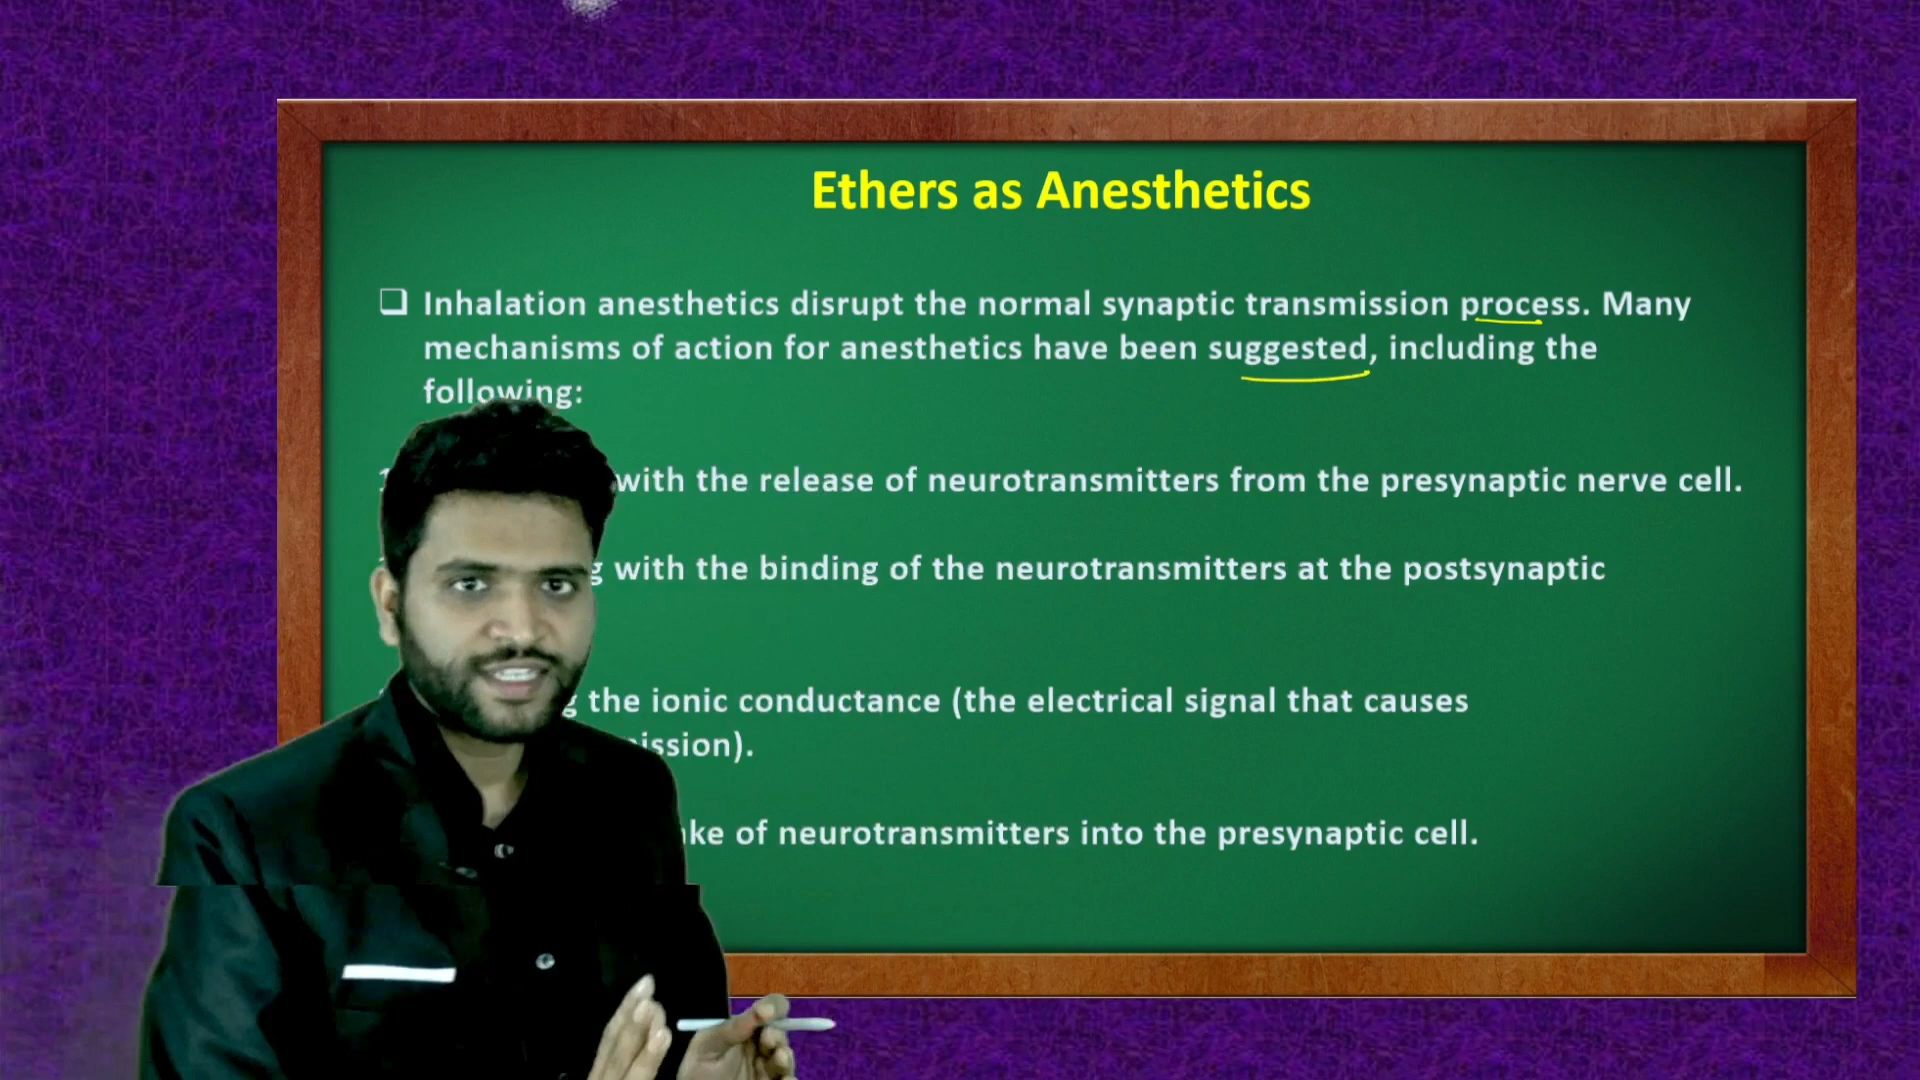 Ethers as Anesthetics
❑ Inhalation anesthetics disrupt the normal synaptic transmission process. Many
mechanisms of action for anesthetics have been suggested, including the
following:
with the release of neurotransmitters from the presynaptic nerve cell.
with the binding of the neurotransmitters at the postsynaptic
the ionic conductance (the electrical signal that causes
of neurotransmitters into the presynaptic cell.